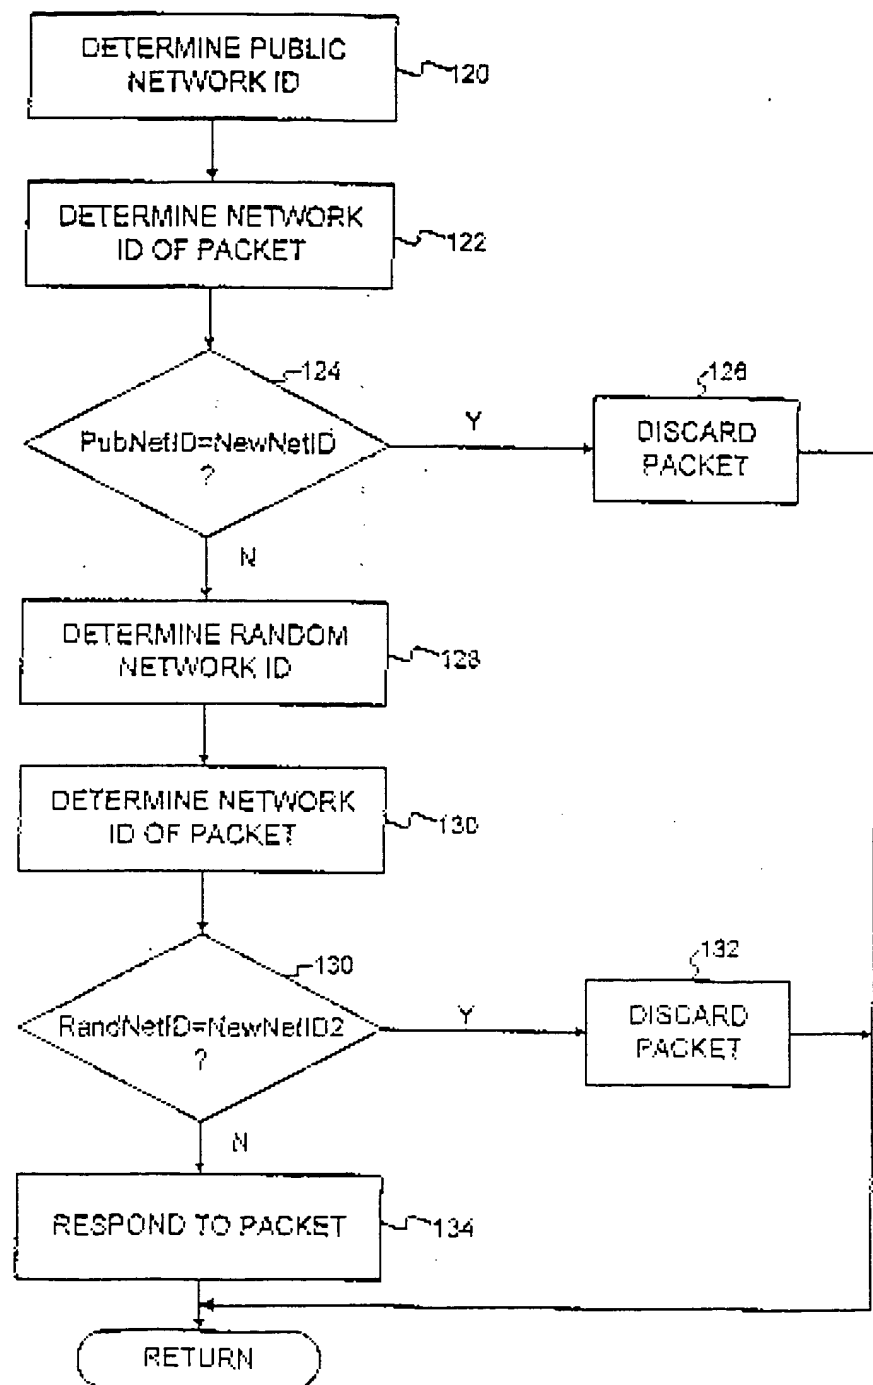 DETERMINE PUBLIC
NETWORK ID
120
DETERMINE NETWORK
ID OF PACKET
122
124
PubNetID=NewNetID
?
Y
126
DISCARD
PACKET
N
DETERMINE RANDOM
NETWORK ID
128
DETERMINE NETWORK
ID OF PACKET
130
130
RandNetID=NewNetID2
?
Y
132
DISCARD
PACKET
N
RESPOND TO PACKET
134
RETURN